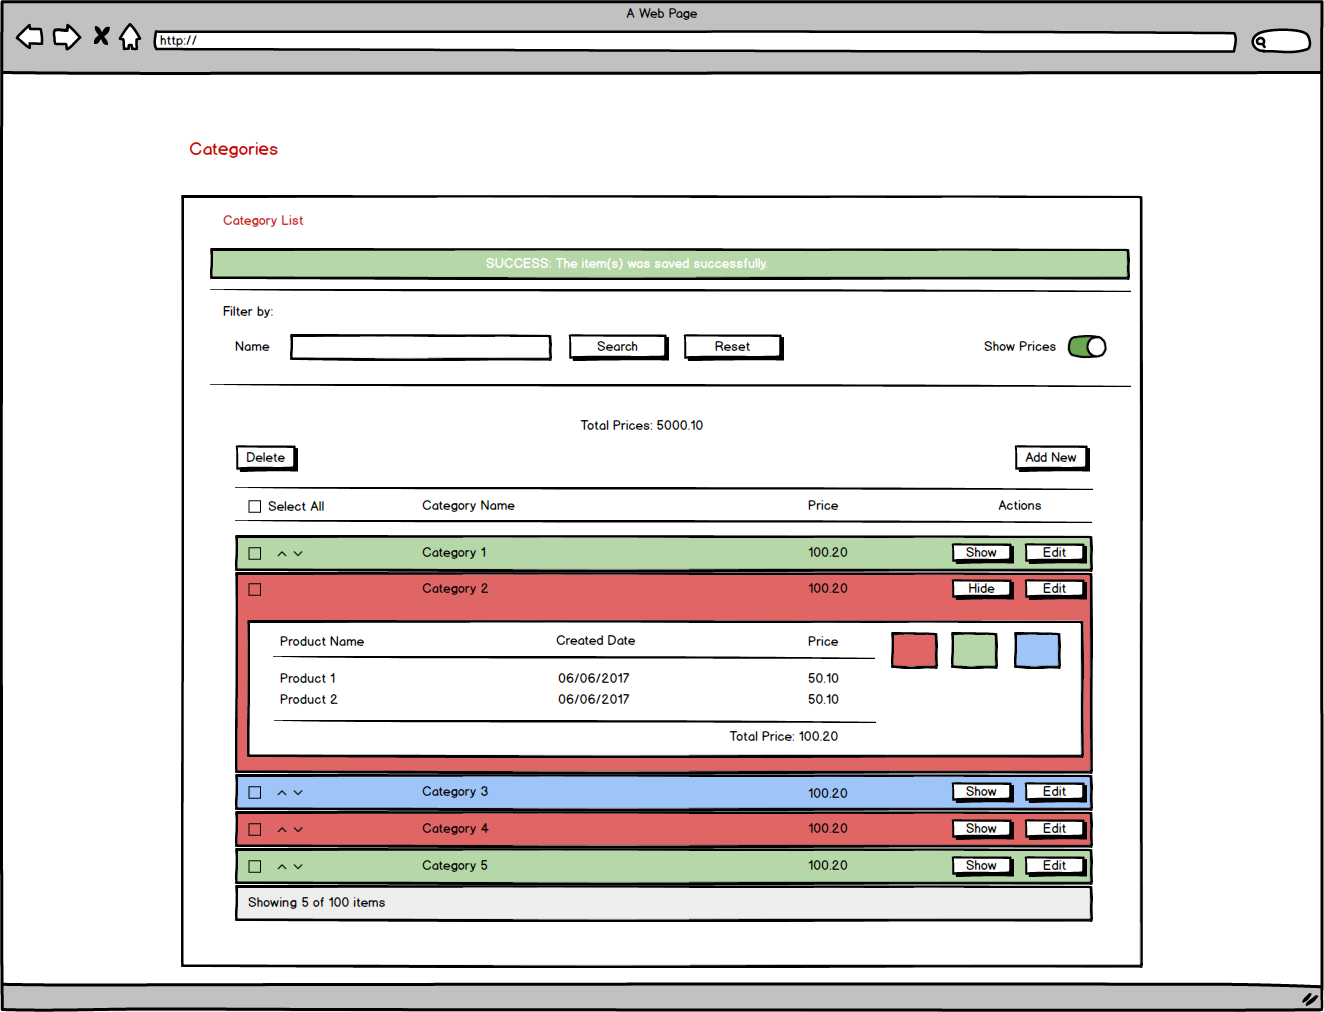 A Web Page
http://
Categories
Category List
SUCCESS: The item(s) was saved successfully.
Filter by:
Name Search Reset Show Prices
Total Prices: 5000.10
Delete Add New
Select All Category Name Price Actions
Category 1 100.20 Show Edit
Category 2 100.20 Hide Edit
Product Name Created Date Price
Product 1 06/06/2017 50.10
Product 2 06/06/2017 50.10
Total Price: 100.20
Category 3 100.20 Show Edit
Category 4 100.20 Show Edit
Category 5 100.20 Show Edit
Showing 5 of 100 items